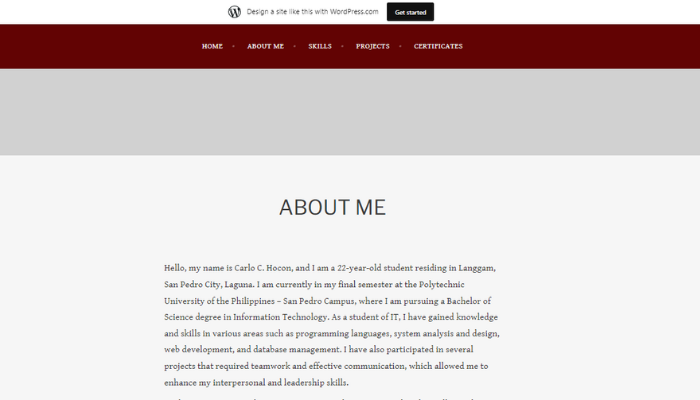 Design a site like this with WordPress.com Get started
HOME ABOUT ME SKILLS PROJECTS CERTIFICATES
ABOUT ME
Hello, my name is Carlo C. Hocon, and I am a 22-year-old student residing in Langgam,
San Pedro City, Laguna. I am currently in my final semester at the Polytechnic
University of the Philippines – San Pedro Campus, where I am pursuing a Bachelor of
Science degree in Information Technology. As a student of IT, I have gained knowledge
and skills in various areas such as programming languages, system analysis and design,
web development, and database management. I have also participated in several
projects that required teamwork and effective communication, which allowed me to
enhance my interpersonal and leadership skills.